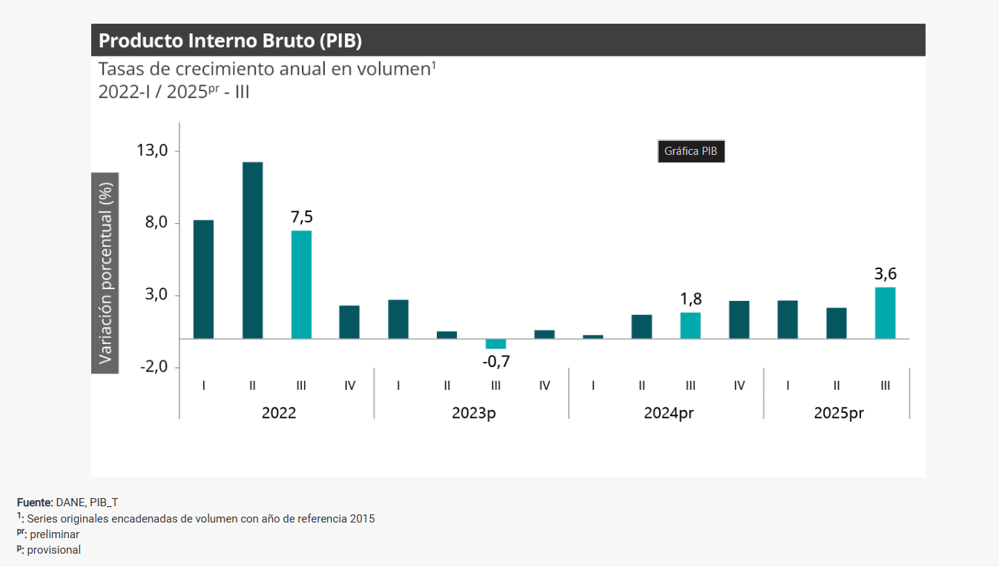 Producto Interno Bruto (PIB)
Tasas de crecimiento anual en volumen¹
2022-I / 2025ᵖʳ - III
Gráfica PIB
Variación porcentual (%)
13,0
8,0
3,0
-2,0
7,5
-0,7
1,8
3,6
I II III IV I II III IV I II III IV I II III
2022 2023p 2024pr 2025pr
Fuente: DANE, PIB_T
¹: Series originales encadenadas de volumen con año de referencia 2015
ᵖʳ: preliminar
ᵖ: provisional